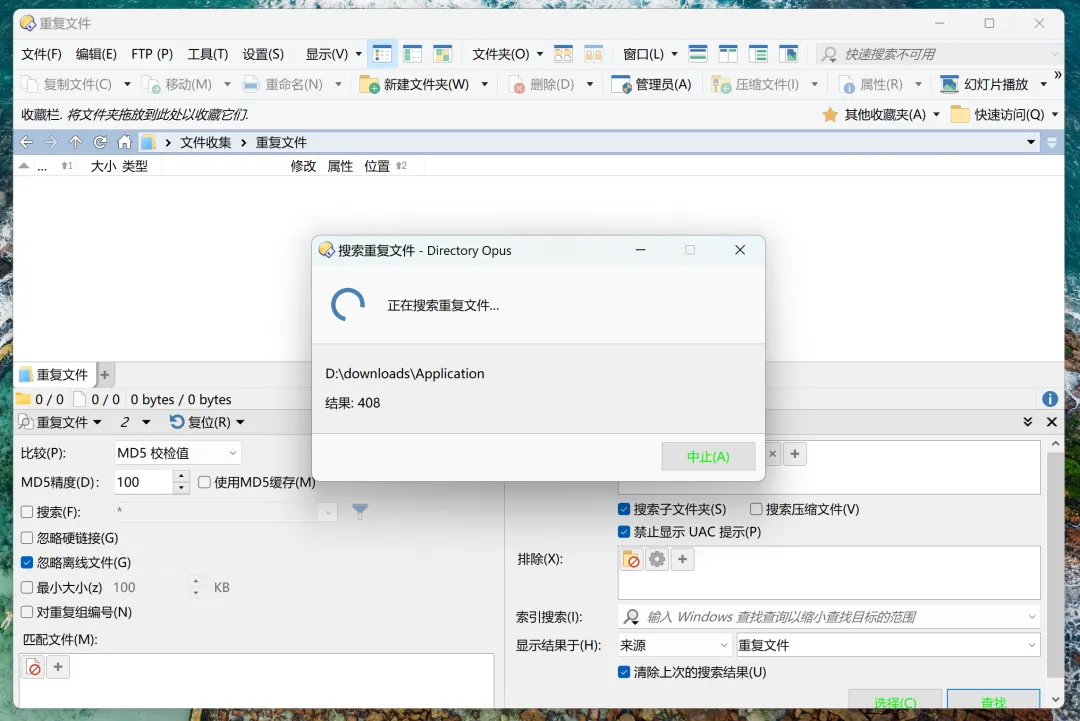 重复文件
文件(F) 编辑(E) FTP (P) 工具(T) 设置(S) 显示(V) 文件夹(O) 窗口(L) 快速搜索不可用
复制文件(C) 移动(M) 重命名(N) 新建文件夹(W) 删除(D) 管理员(A) 压缩文件(I) 属性(R) 幻灯片播放 »
收藏栏. 将文件夹拖放到此处以收藏它们. 其他收藏夹(A) 快速访问(Q)
文件收集 重复文件
... 1 大小 类型 修改 属性 位置 2
搜索重复文件 - Directory Opus
正在搜索重复文件...
D:\downloads\Application
结果: 408
中止(A)
重复文件 +
0 / 0 0 / 0 0 bytes / 0 bytes
重复文件 2 复位(R)
比较(P): MD5 校检值
MD5精度(D): 100 使用MD5缓存(M)
搜索(F): *
忽略硬链接(G)
忽略离线文件(G)
最小大小(z) 100 KB
对重复组编号(N)
匹配文件(M):
+
× +
搜索子文件夹(S) 搜索压缩文件(V)
禁止显示 UAC 提示(P)
排除(X): +
索引搜索(I): 输入 Windows 查找查询以缩小查找目标的范围
显示结果于(H): 来源 重复文件
清除上次的搜索结果(U)
选择(C) 查找